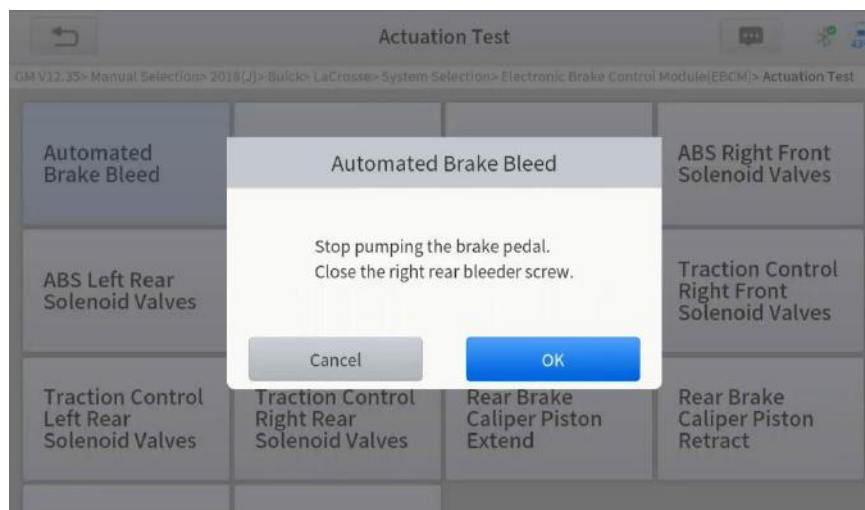 Actuation Test
GM V12.35> Manual Selection> 2018(J)> Buick> LaCrosse> System Selection> Electronic Brake Control Module(EBCM)> Actuation Test
Automated
Brake Bleed
Automated Brake Bleed
ABS Right Front
Solenoid Valves
Stop pumping the brake pedal.
Close the right rear bleeder screw.
ABS Left Rear
Solenoid Valves
Traction Control
Right Front
Solenoid Valves
Cancel
OK
Traction Control
Left Rear
Solenoid Valves
Traction Control
Right Rear
Solenoid Valves
Rear Brake
Caliper Piston
Extend
Rear Brake
Caliper Piston
Retract